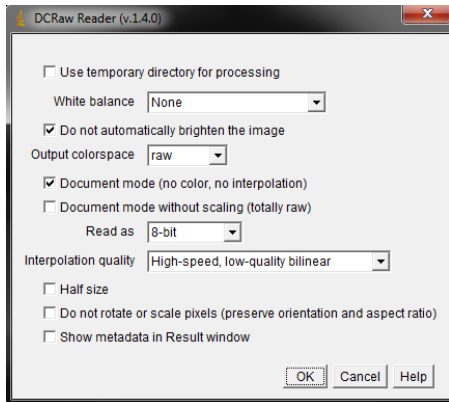 DCRaw Reader (v.1.4.0)
Use temporary directory for processing
White balance None
Do not automatically brighten the image
Output colorspace raw
Document mode (no color, no interpolation)
Document mode without scaling (totally raw)
Read as 8-bit
Interpolation quality High-speed, low-quality bilinear
Half size
Do not rotate or scale pixels (preserve orientation and aspect ratio)
Show metadata in Result window
OK Cancel Help